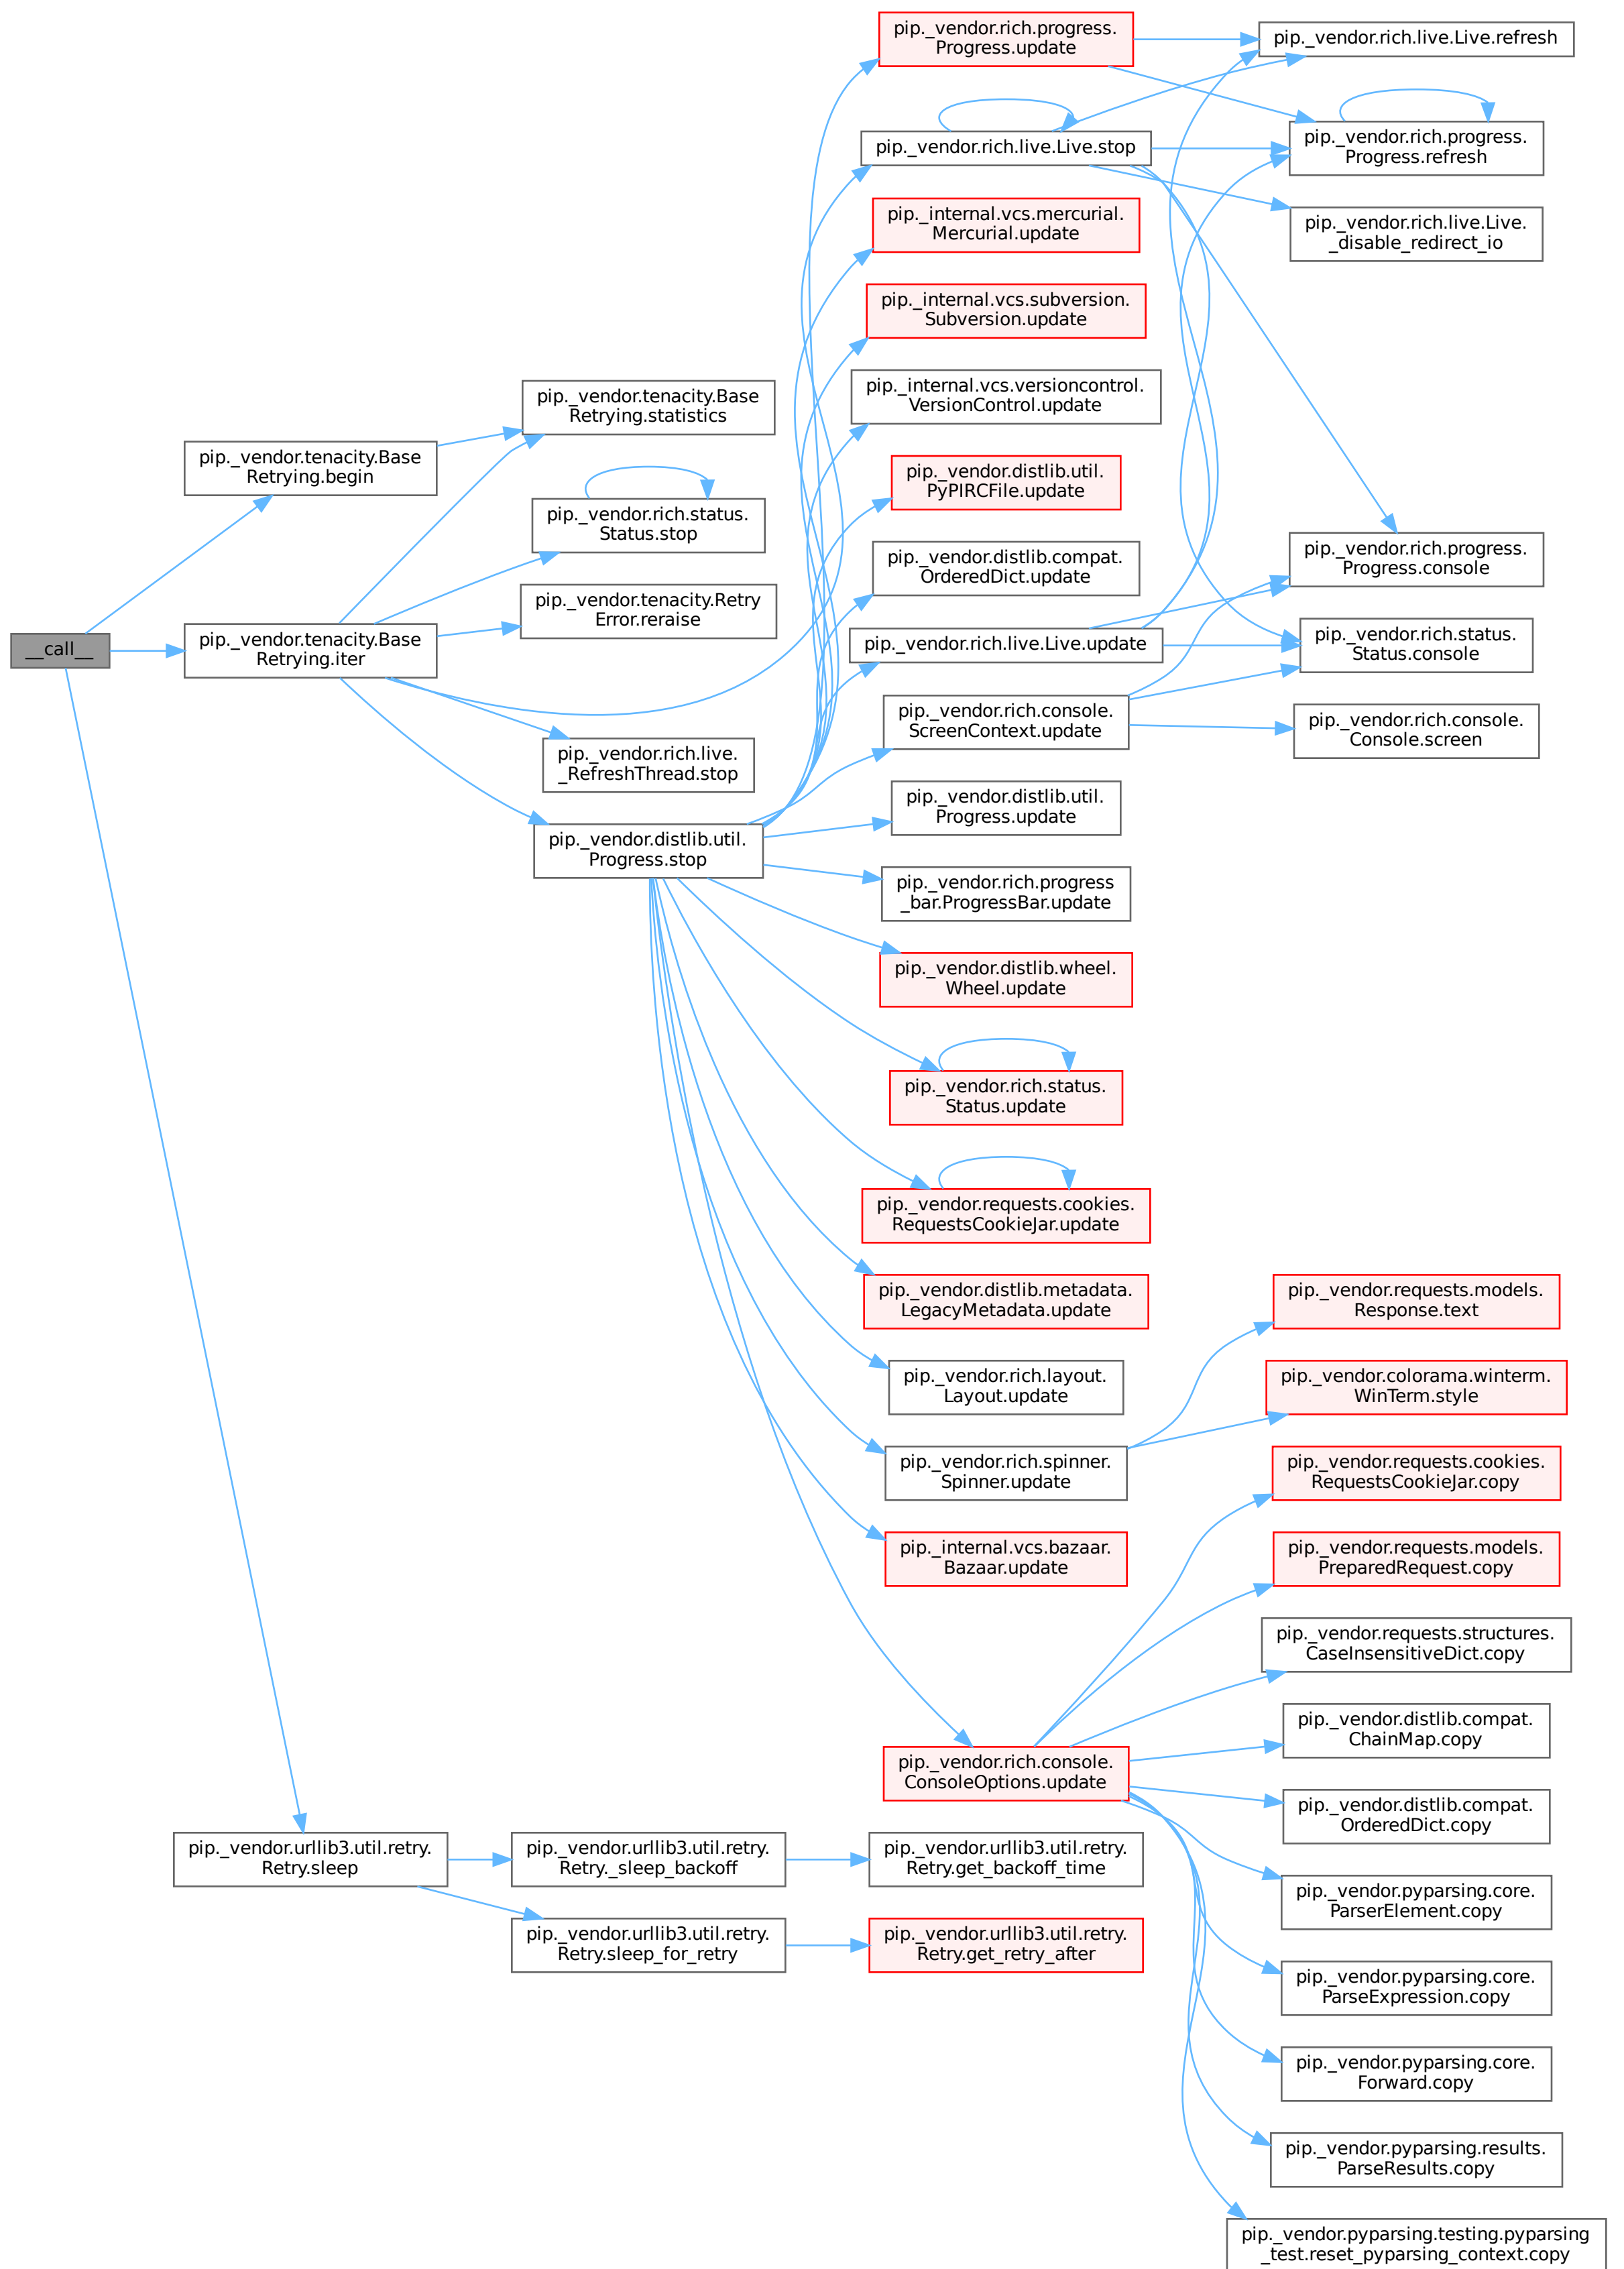 __call__
pip._vendor.tenacity.Base
Retrying.begin
pip._vendor.tenacity.Base
Retrying.iter
pip._vendor.urllib3.util.retry.
Retry.sleep
pip._vendor.tenacity.Base
Retrying.statistics
pip._vendor.rich.status.
Status.stop
pip._vendor.tenacity.Retry
Error.reraise
pip._vendor.rich.live.
_RefreshThread.stop
pip._vendor.distlib.util.
Progress.stop
pip._vendor.urllib3.util.retry.
Retry._sleep_backoff
pip._vendor.urllib3.util.retry.
Retry.sleep_for_retry
pip._vendor.rich.progress.
Progress.update
pip._vendor.rich.live.Live.stop
pip._internal.vcs.mercurial.
Mercurial.update
pip._internal.vcs.subversion.
Subversion.update
pip._internal.vcs.versioncontrol.
VersionControl.update
pip._vendor.distlib.util.
PyPIRCFile.update
pip._vendor.distlib.compat.
OrderedDict.update
pip._vendor.rich.live.Live.update
pip._vendor.rich.console.
ScreenContext.update
pip._vendor.distlib.util.
Progress.update
pip._vendor.rich.progress
_bar.ProgressBar.update
pip._vendor.distlib.wheel.
Wheel.update
pip._vendor.rich.status.
Status.update
pip._vendor.requests.cookies.
RequestsCookieJar.update
pip._vendor.distlib.metadata.
LegacyMetadata.update
pip._vendor.rich.layout.
Layout.update
pip._vendor.rich.spinner.
Spinner.update
pip._internal.vcs.bazaar.
Bazaar.update
pip._vendor.rich.console.
ConsoleOptions.update
pip._vendor.urllib3.util.retry.
Retry.get_backoff_time
pip._vendor.urllib3.util.retry.
Retry.get_retry_after
pip._vendor.rich.live.Live.refresh
pip._vendor.rich.progress.
Progress.refresh
pip._vendor.rich.live.Live.
_disable_redirect_io
pip._vendor.rich.progress.
Progress.console
pip._vendor.rich.status.
Status.console
pip._vendor.rich.console.
Console.screen
pip._vendor.requests.models.
Response.text
pip._vendor.colorama.winterm.
WinTerm.style
pip._vendor.requests.cookies.
RequestsCookieJar.copy
pip._vendor.requests.models.
PreparedRequest.copy
pip._vendor.requests.structures.
CaseInsensitiveDict.copy
pip._vendor.distlib.compat.
ChainMap.copy
pip._vendor.distlib.compat.
OrderedDict.copy
pip._vendor.pyparsing.core.
ParserElement.copy
pip._vendor.pyparsing.core.
ParseExpression.copy
pip._vendor.pyparsing.core.
Forward.copy
pip._vendor.pyparsing.results.
ParseResults.copy
pip._vendor.pyparsing.testing.pyparsing
_test.reset_pyparsing_context.copy